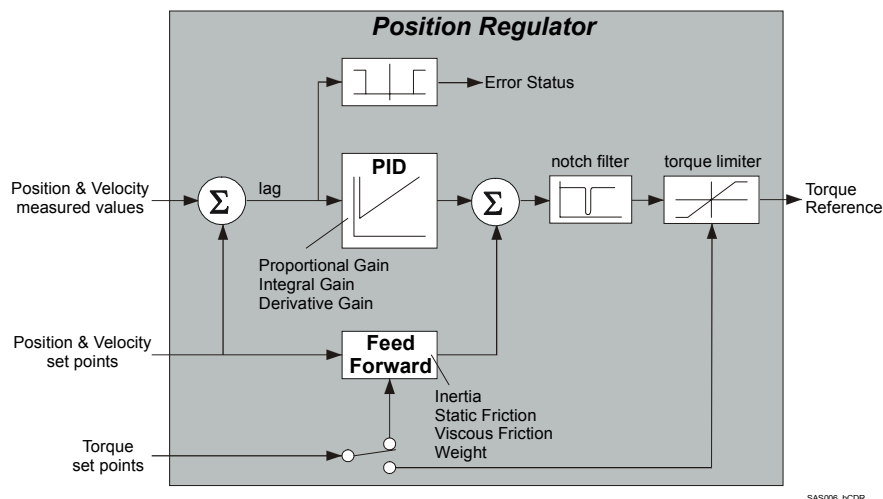 Position Regulator
Error Status
PID
notch filter
torque limiter
Position & Velocity
measured values
Σ
lag
Σ
Torque
Reference
Proportional Gain
Integral Gain
Derivative Gain
Position & Velocity
set points
Feed
Forward
Inertia
Static Friction
Viscous Friction
Weight
Torque
set points
SAS006_bCDR